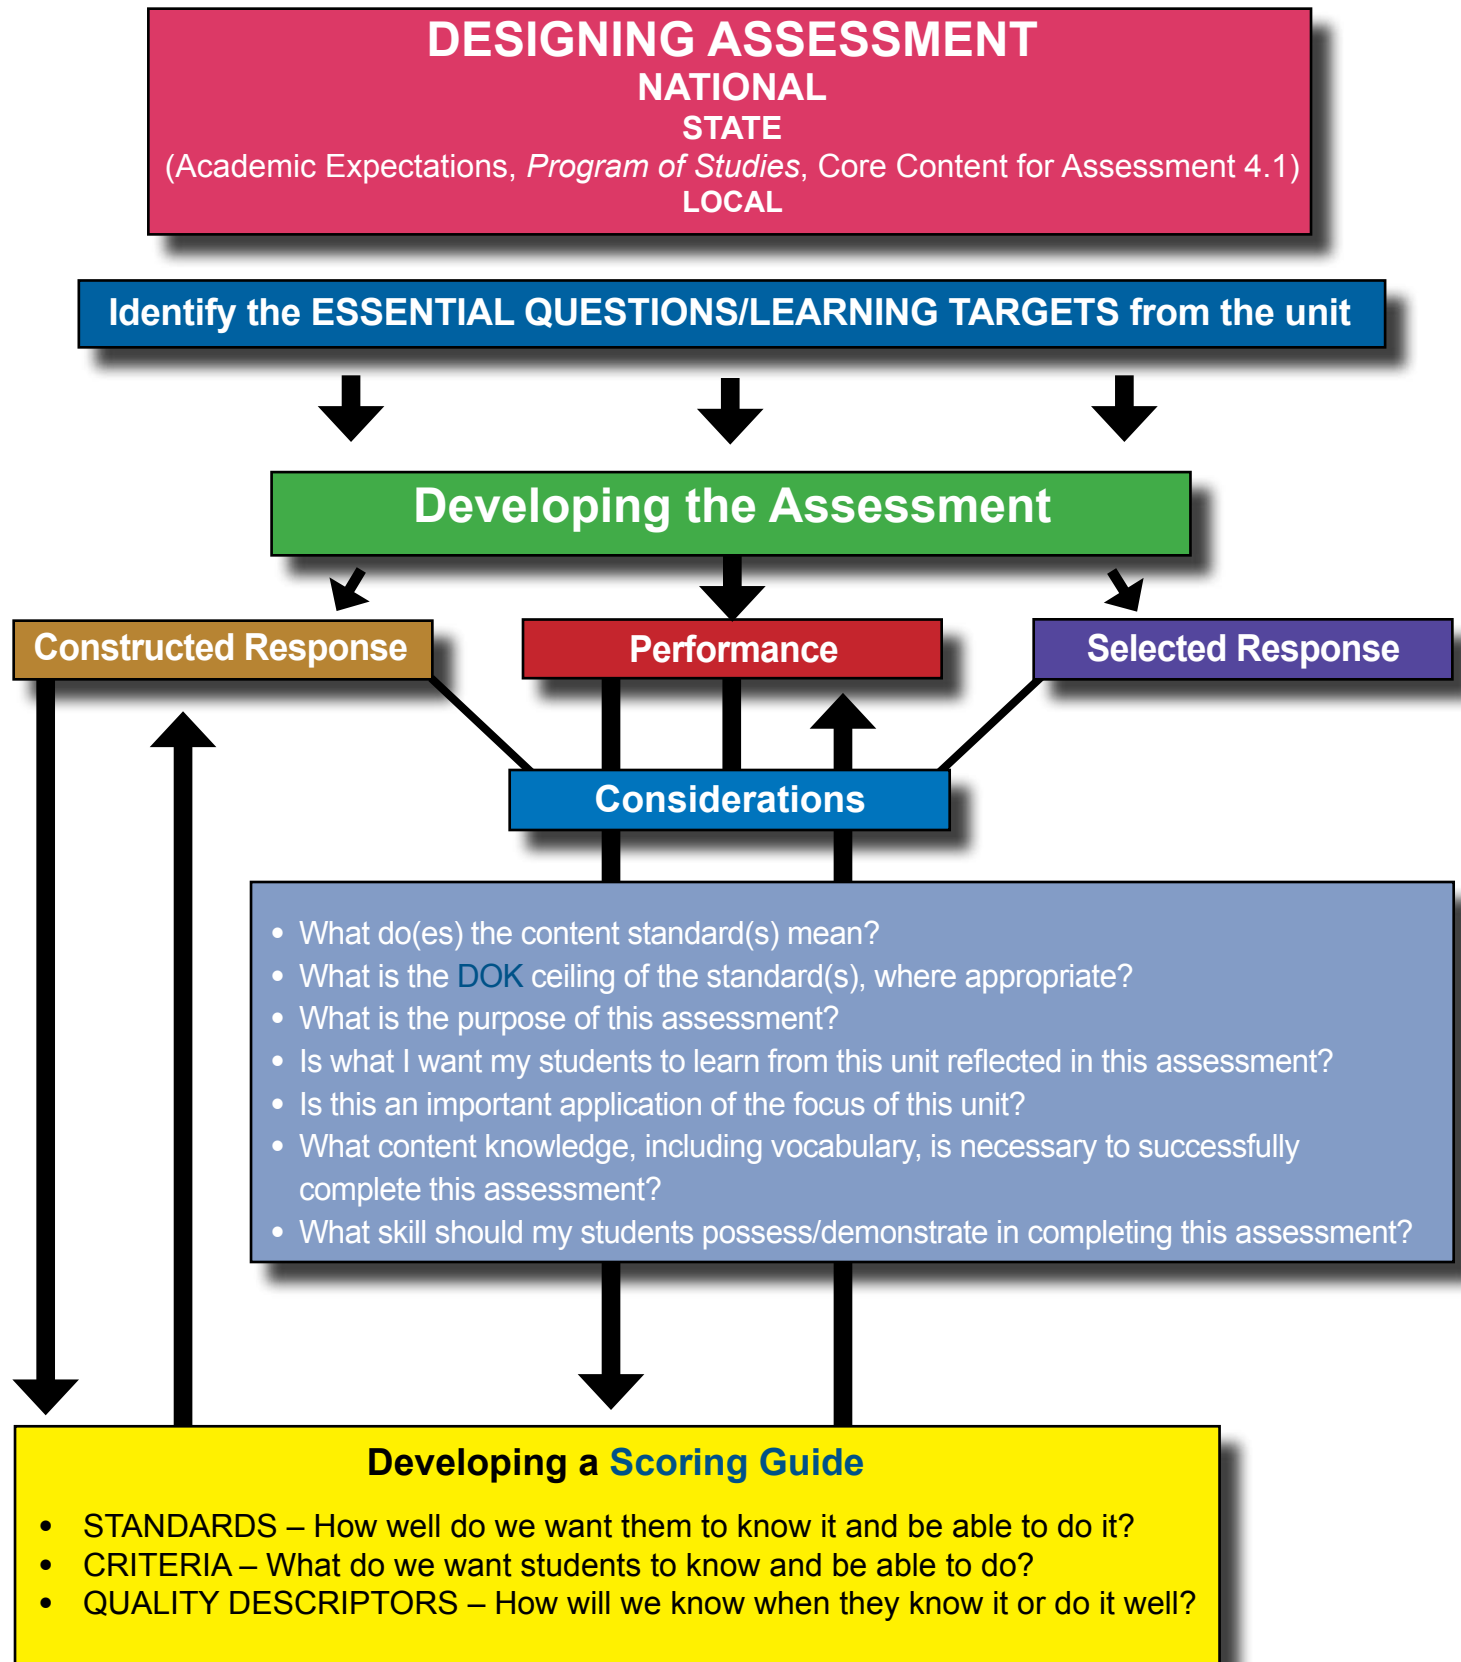 DESIGNING ASSESSMENT
NATIONAL
STATE
(Academic Expectations, Program of Studies, Core Content for Assessment 4.1)
LOCAL
Identify the ESSENTIAL QUESTIONS/LEARNING TARGETS from the unit
Developing the Assessment
Constructed Response
Performance
Selected Response
Considerations
• What do(es) the content standard(s) mean?
• What is the DOK ceiling of the standard(s), where appropriate?
• What is the purpose of this assessment?
• Is what I want my students to learn from this unit reflected in this assessment?
• Is this an important application of the focus of this unit?
• What content knowledge, including vocabulary, is necessary to successfully
complete this assessment?
• What skill should my students possess/demonstrate in completing this assessment?
Developing a Scoring Guide
• STANDARDS – How well do we want them to know it and be able to do it?
• CRITERIA – What do we want students to know and be able to do?
• QUALITY DESCRIPTORS – How will we know when they know it or do it well?